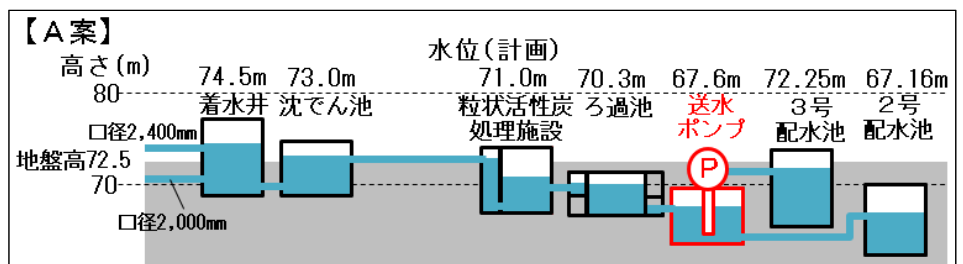 【A案】
水位(計画)
高さ(m)
74.5m 73.0m 71.0m 70.3m 67.6m 72.25m 67.16m
80
着水井 沈でん池 粒状活性炭処理施設 ろ過池 送水ポンプ 3号配水池 2号配水池
口径2,400mm
地盤高72.5
P
70
口径2,000mm